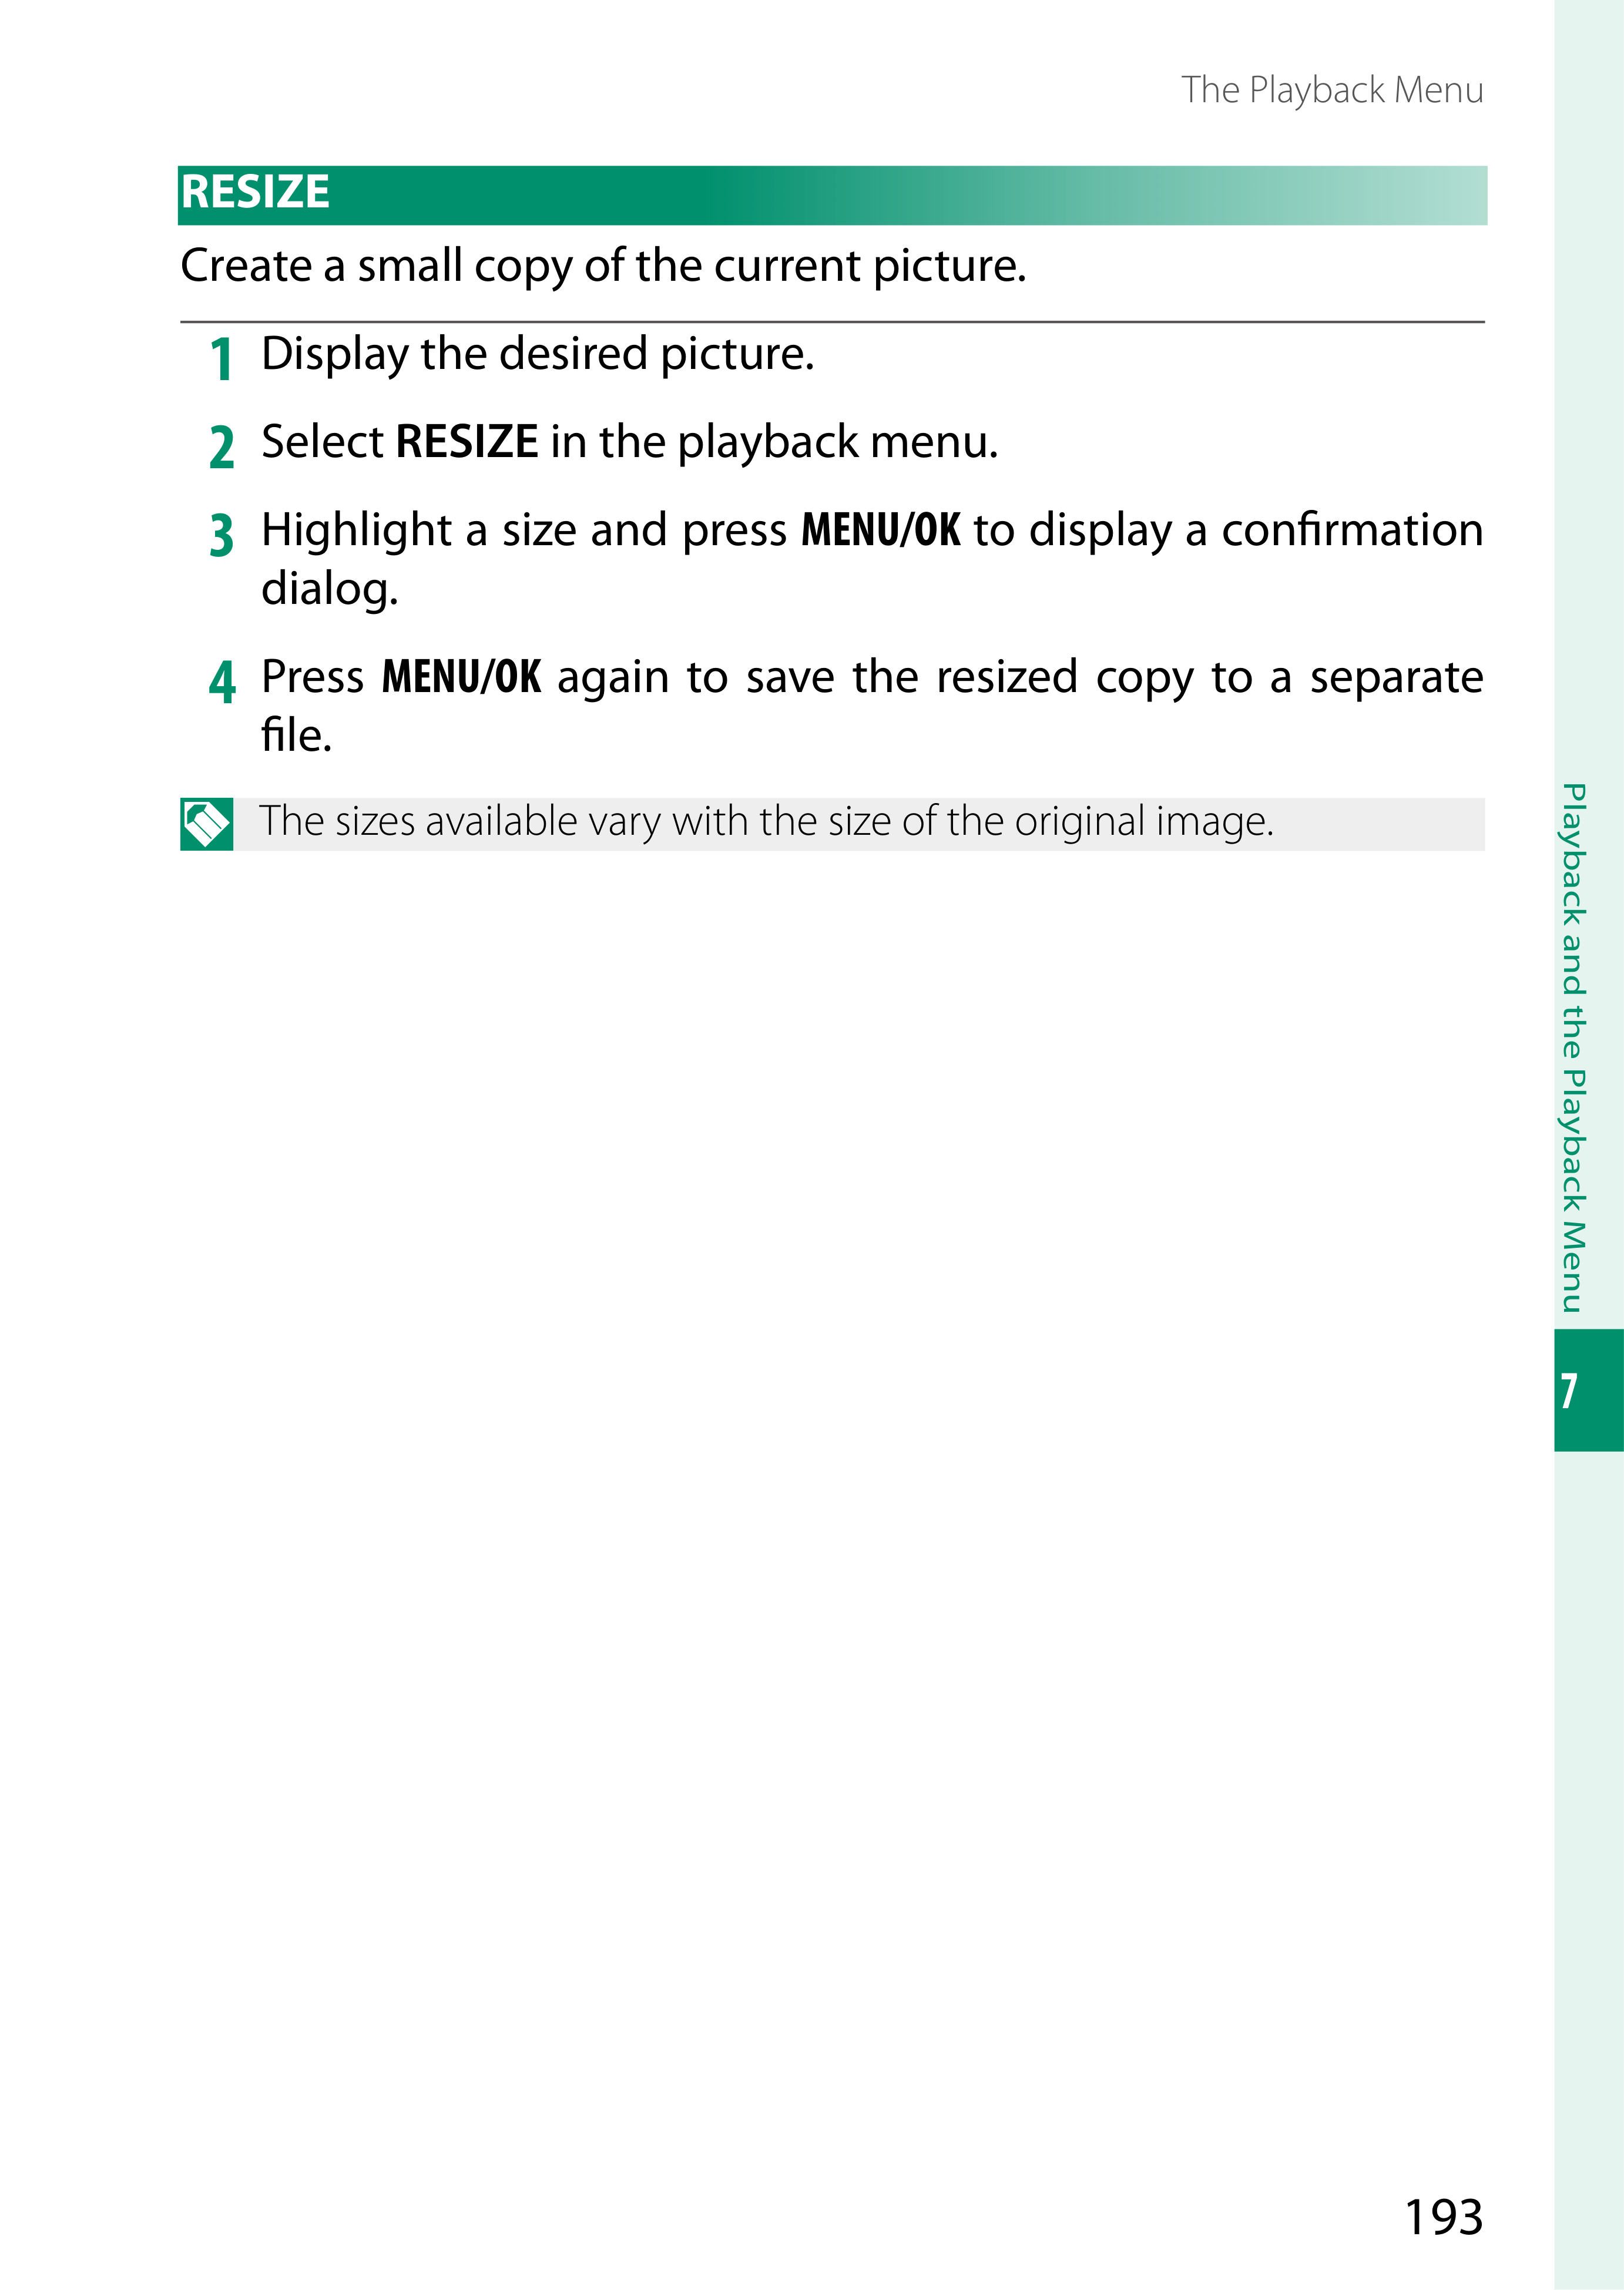 The Playback Menu
RESIZE
Create a small copy of the current picture.
1 Display the desired picture.
2 Select RESIZE in the playback menu.
3 Highlight a size and press MENU/OK to display a confirmation
dialog.
4 Press MENU/OK again to save the resized copy to a separate
file.
The sizes available vary with the size of the original image.
Playback and the Playback Menu
7
193